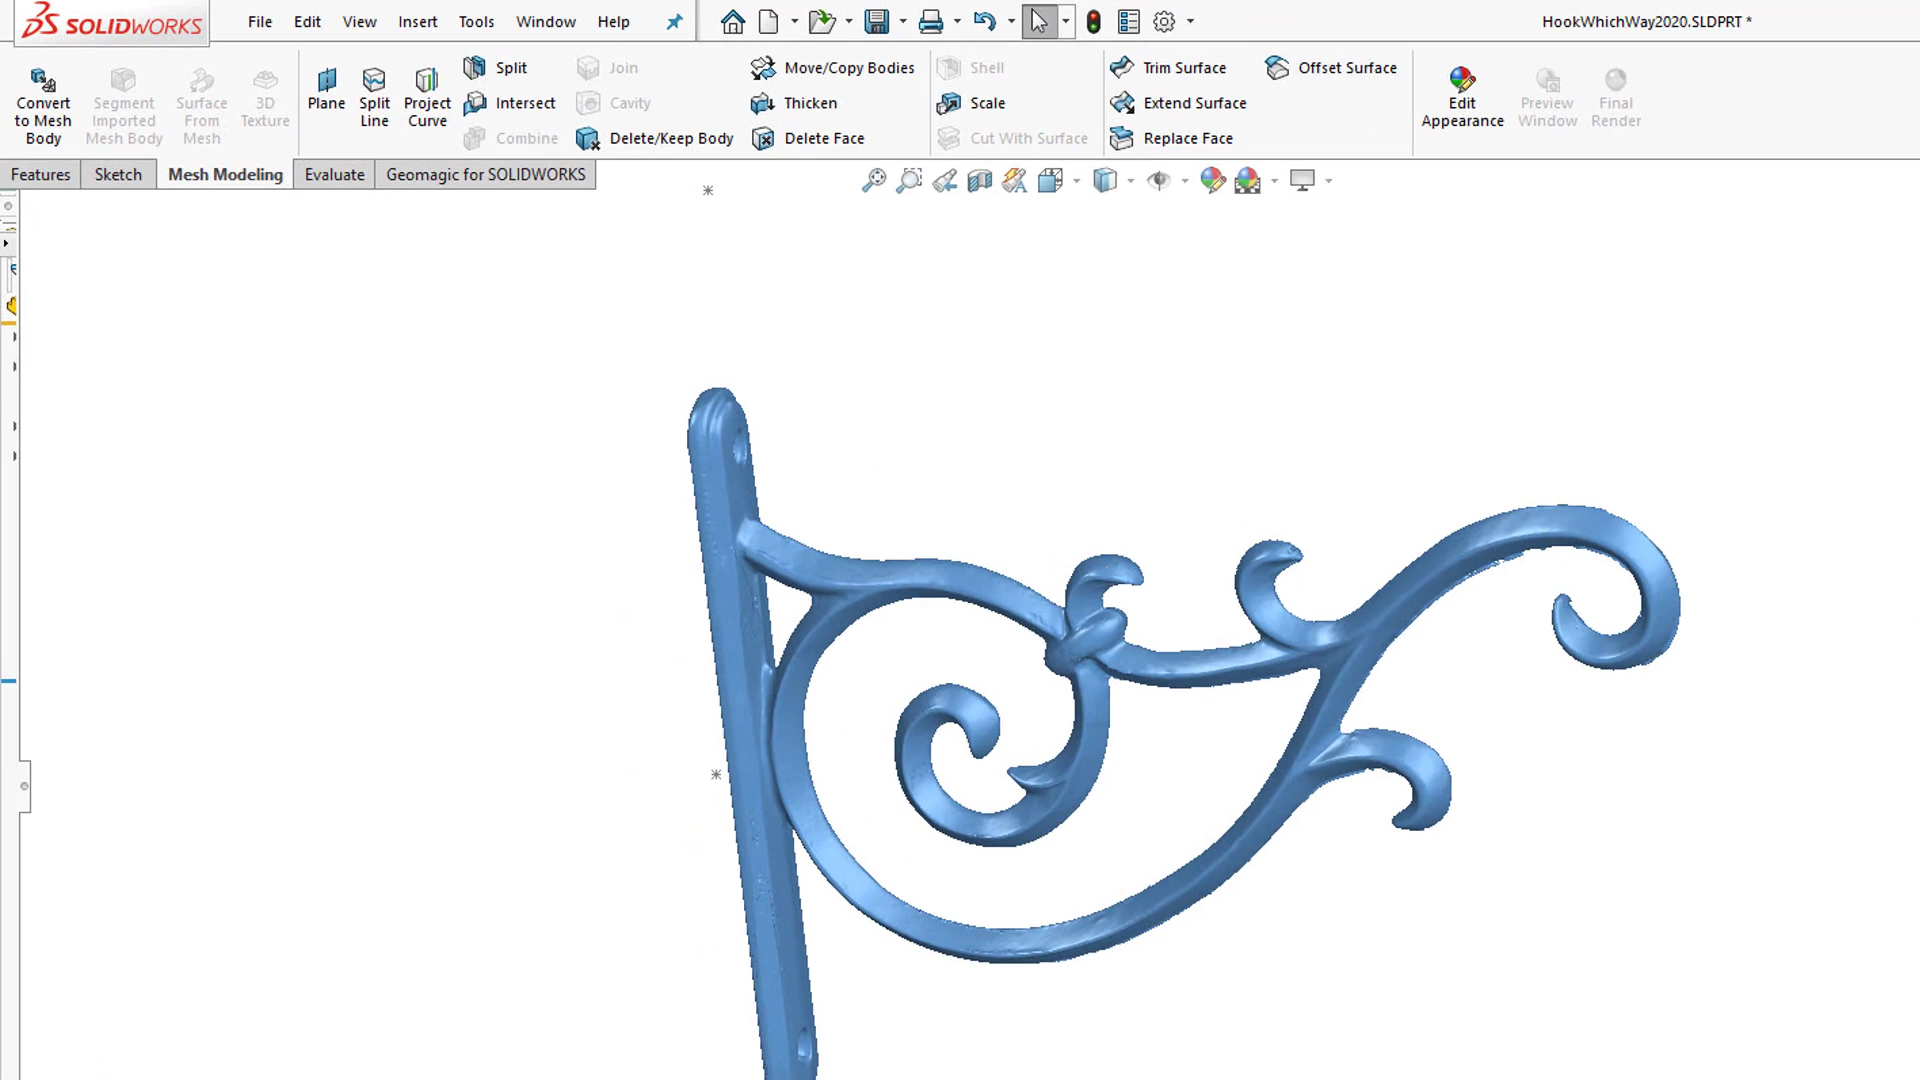 SOLIDWORKS File Edit View Insert Tools Window Help HookWhichWay2020.SLDPRT *
Convert to Mesh Body
Segment Imported Mesh Body
Surface From Mesh
3D Texture
Plane
Split Line
Project Curve
Split
Intersect
Combine
Join
Cavity
Delete/Keep Body
Move/Copy Bodies
Thicken
Delete Face
Shell
Scale
Cut With Surface
Trim Surface
Extend Surface
Replace Face
Offset Surface
Edit Appearance
Preview Window
Final Render
Features Sketch Mesh Modeling Evaluate Geomagic for SOLIDWORKS